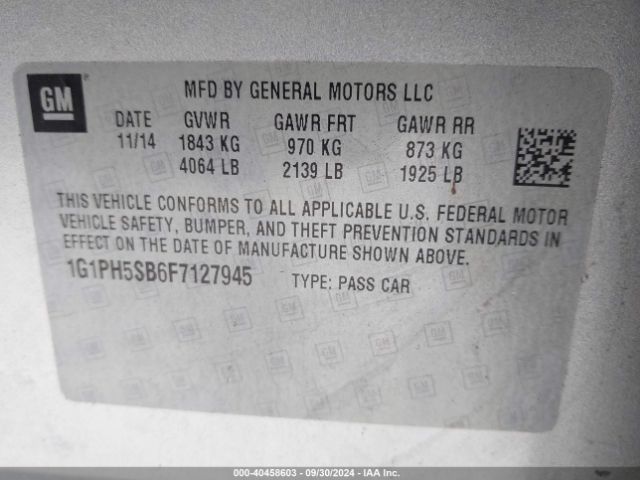 GM
MFD BY GENERAL MOTORS LLC
DATE GVWR GAWR FRT GAWR RR
11/14 1843 KG 970 KG 873 KG
4064 LB 2139 LB 1925 LB
THIS VEHICLE CONFORMS TO ALL APPLICABLE U.S. FEDERAL MOTOR
VEHICLE SAFETY, BUMPER, AND THEFT PREVENTION STANDARDS IN
EFFECT ON THE DATE OF MANUFACTURE SHOWN ABOVE.
1G1PH5SB6F7127945 TYPE: PASS CAR
000-40458603 - 09/30/2024 - IAA Inc.